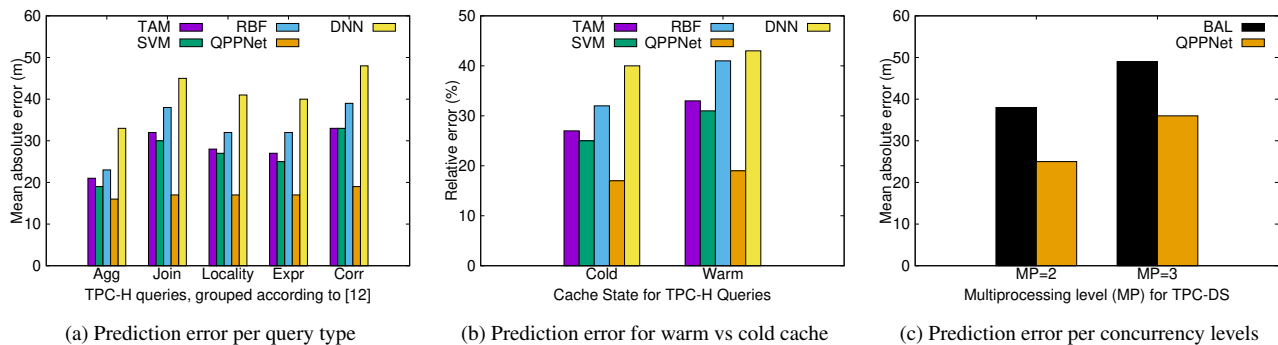 Mean absolute error (m)
60
50
40
30
20
10
0
TAM
SVM
RBF
QPPNet
DNN
Agg Join Locality Expr Corr
TPC-H queries, grouped according to [12]
(a) Prediction error per query type
Relative error (%)
50
40
30
20
10
0
TAM
SVM
RBF
QPPNet
DNN
Cold Warm
Cache State for TPC-H Queries
(b) Prediction error for warm vs cold cache
Mean absolute error (m)
60
50
40
30
20
10
0
BAL
QPPNet
MP=2 MP=3
Multiprocessing level (MP) for TPC-DS
(c) Prediction error per concurrency levels